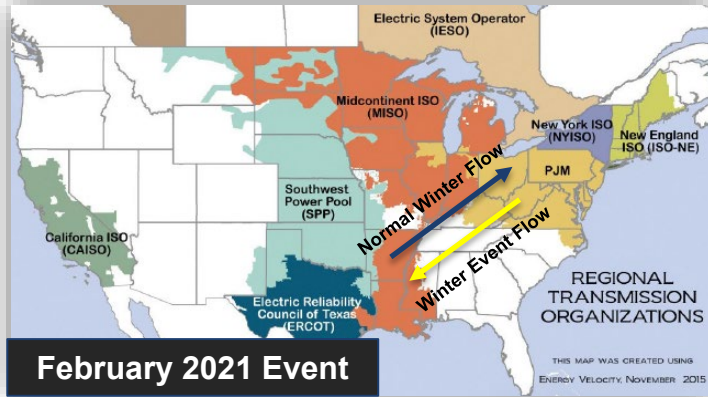 Electric System Operator
(IESO)
Midcontinent ISO
(MISO)
New York ISO
(NYISO)
New England
ISO (ISO-NE)
PJM
Normal Winter Flow
Winter Event Flow
Southwest
Power Pool
(SPP)
California ISO
(CAISO)
Electric Reliability
Council of Texas
(ERCOT)
REGIONAL
TRANSMISSION
ORGANIZATIONS
THIS MAP WAS CREATED USING
ENERGY VELOCITY, NOVEMBER 2015
February 2021 Event